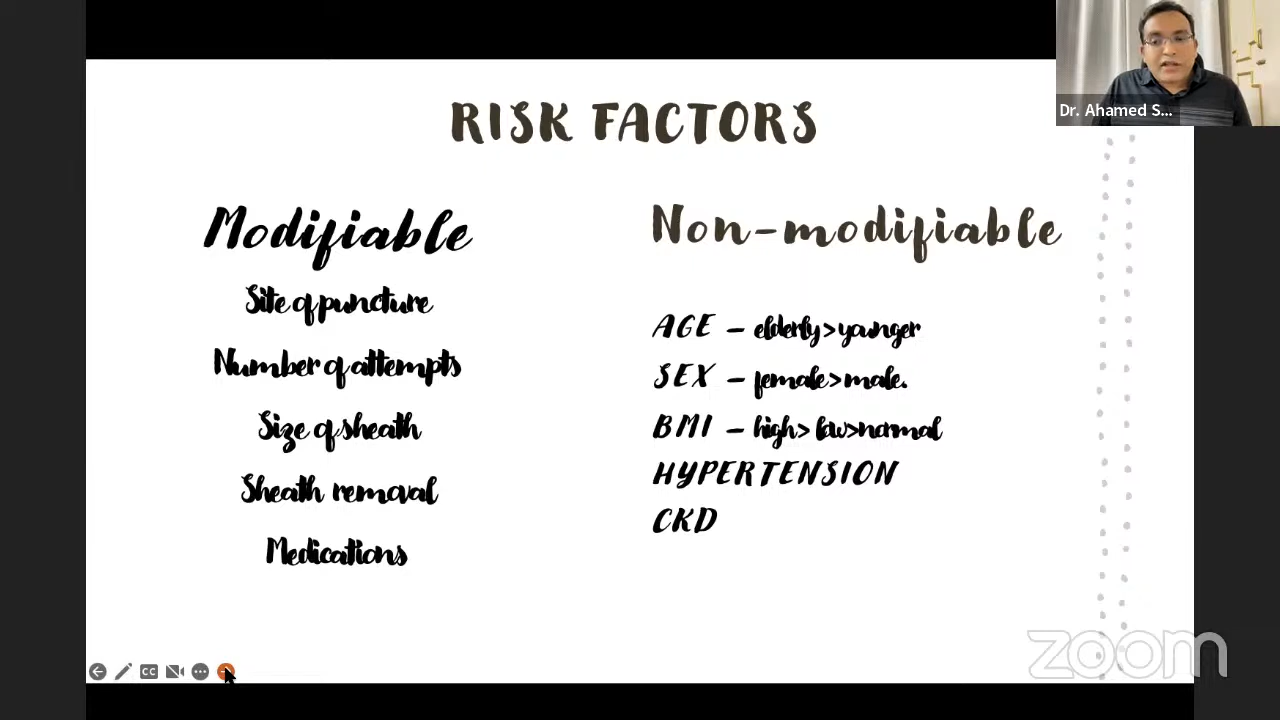 Dr. Ahamed S...
RISK FACTORS
Modifiable
Site of puncture
Number of attempts
Size of sheath
Sheath removal
Medications
Non-modifiable
AGE – elderly>younger
SEX – female>male.
BMI – high> low>normal
HYPERTENSION
CKD
CC
zoom